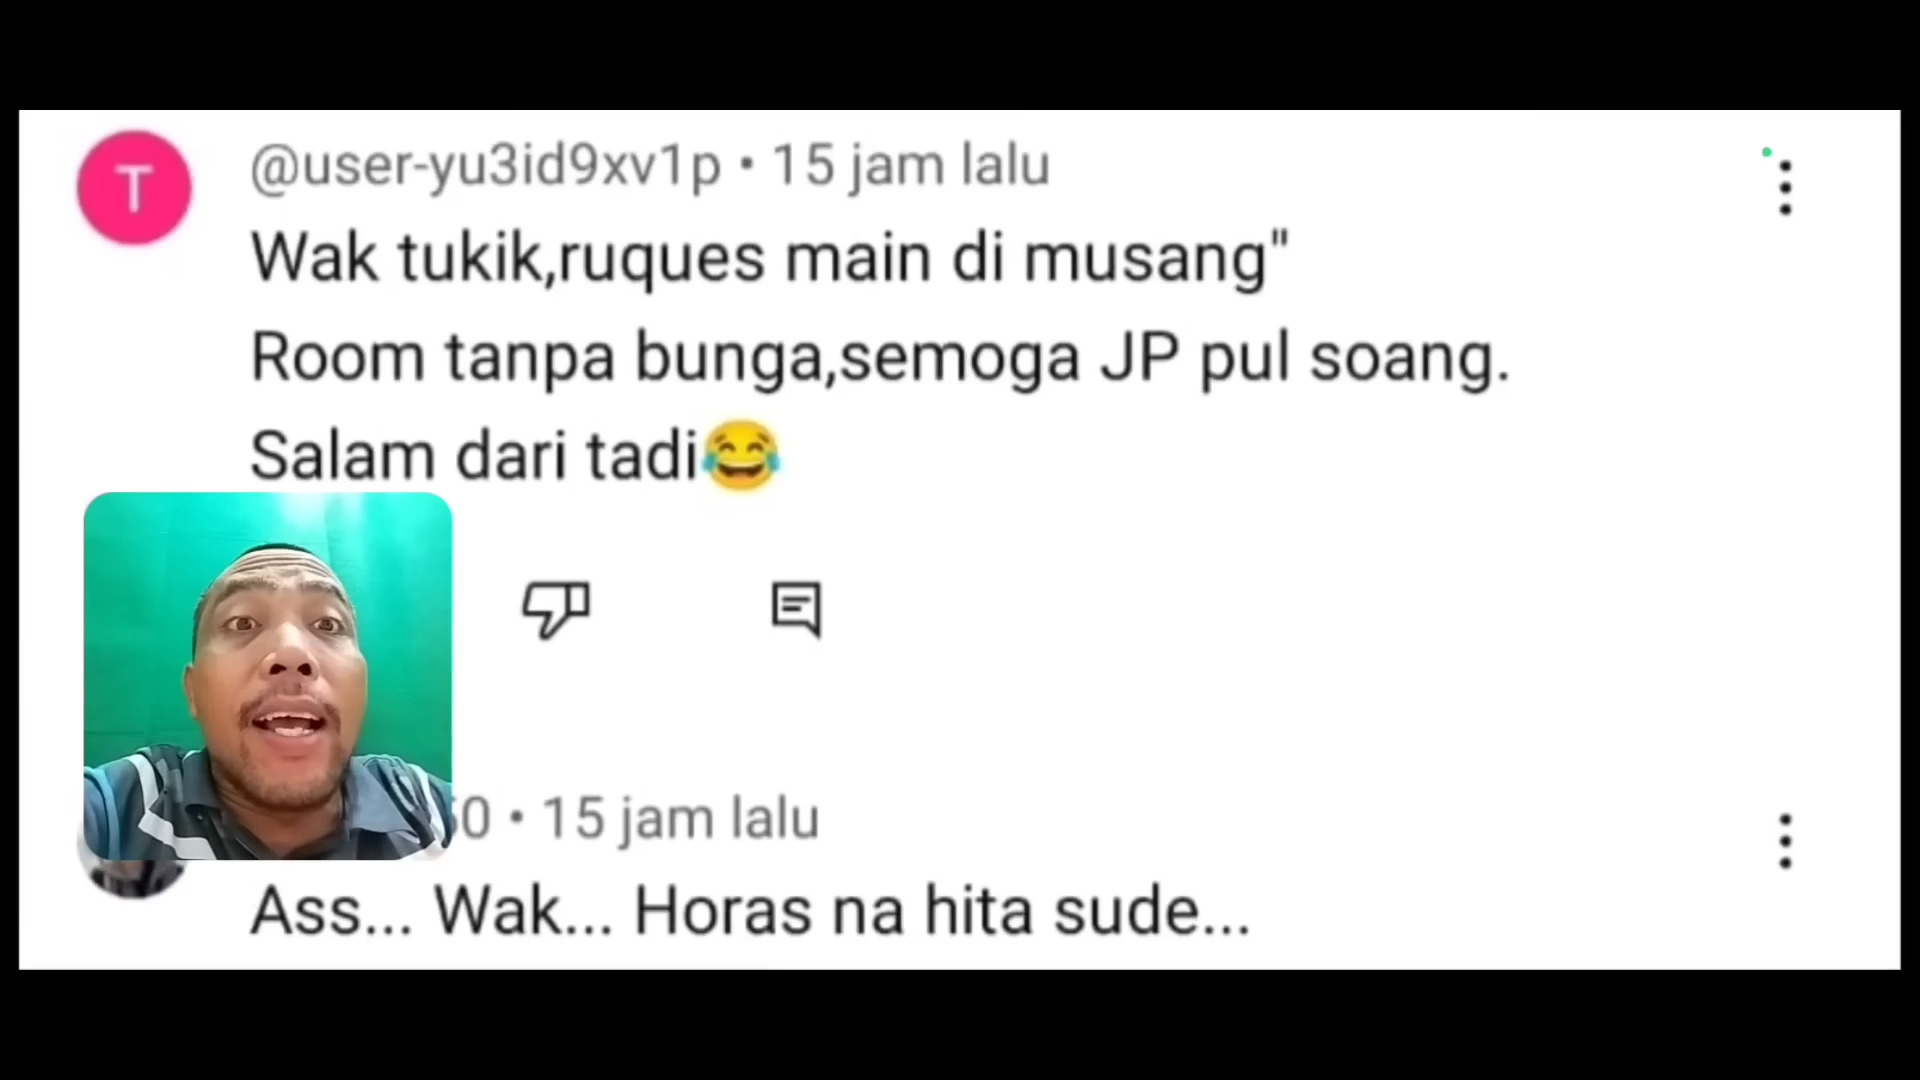 T
@user-yu3id9xv1p • 15 jam lalu
Wak tukik,ruques main di musang"
Room tanpa bunga,semoga JP pul soang.
Salam dari tadi😂
0 • 15 jam lalu
Ass... Wak... Horas na hita sude...